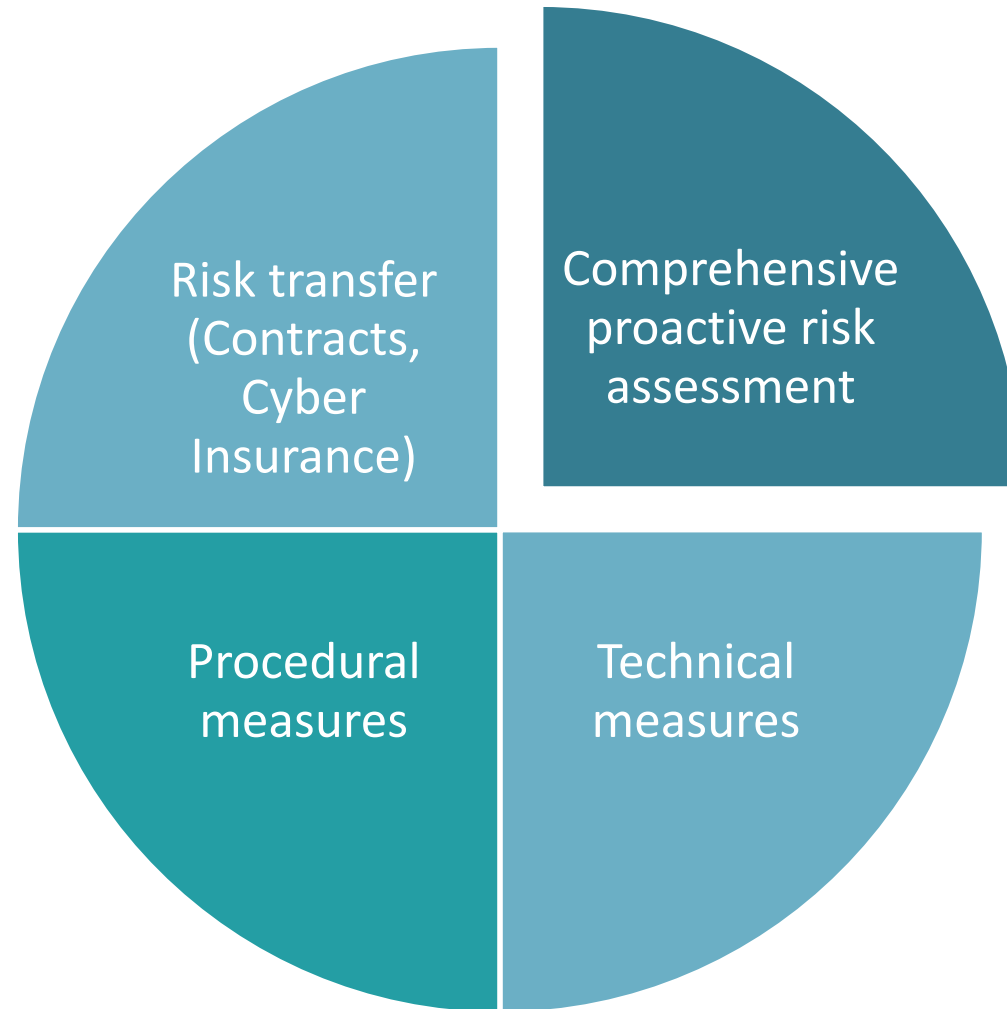 Risk transfer
(Contracts,
Cyber
Insurance)
Comprehensive
proactive risk
assessment
Procedural
measures
Technical
measures